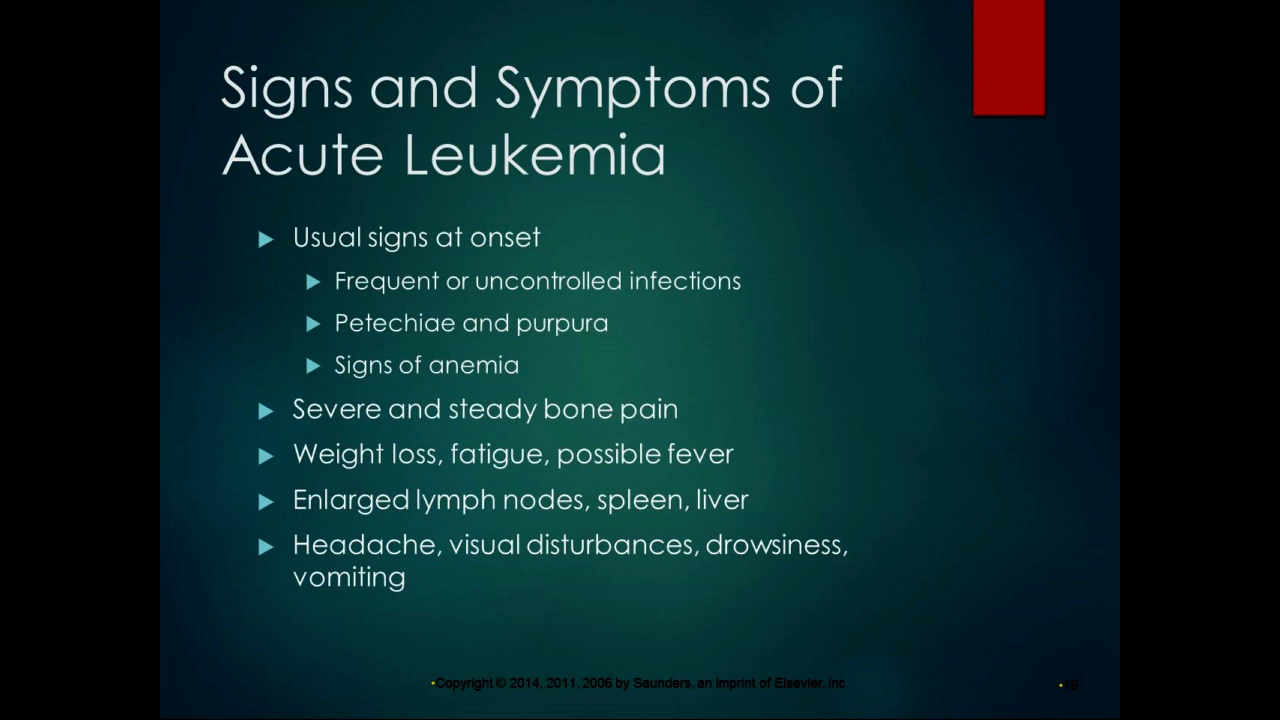 Signs and Symptoms of
Acute Leukemia
Usual signs at onset
Frequent or uncontrolled infections
Petechiae and purpura
Signs of anemia
Severe and steady bone pain
Weight loss, fatigue, possible fever
Enlarged lymph nodes, spleen, liver
Headache, visual disturbances, drowsiness,
vomiting
•Copyright © 2014, 2011, 2006 by Saunders, an imprint of Elsevier, Inc.